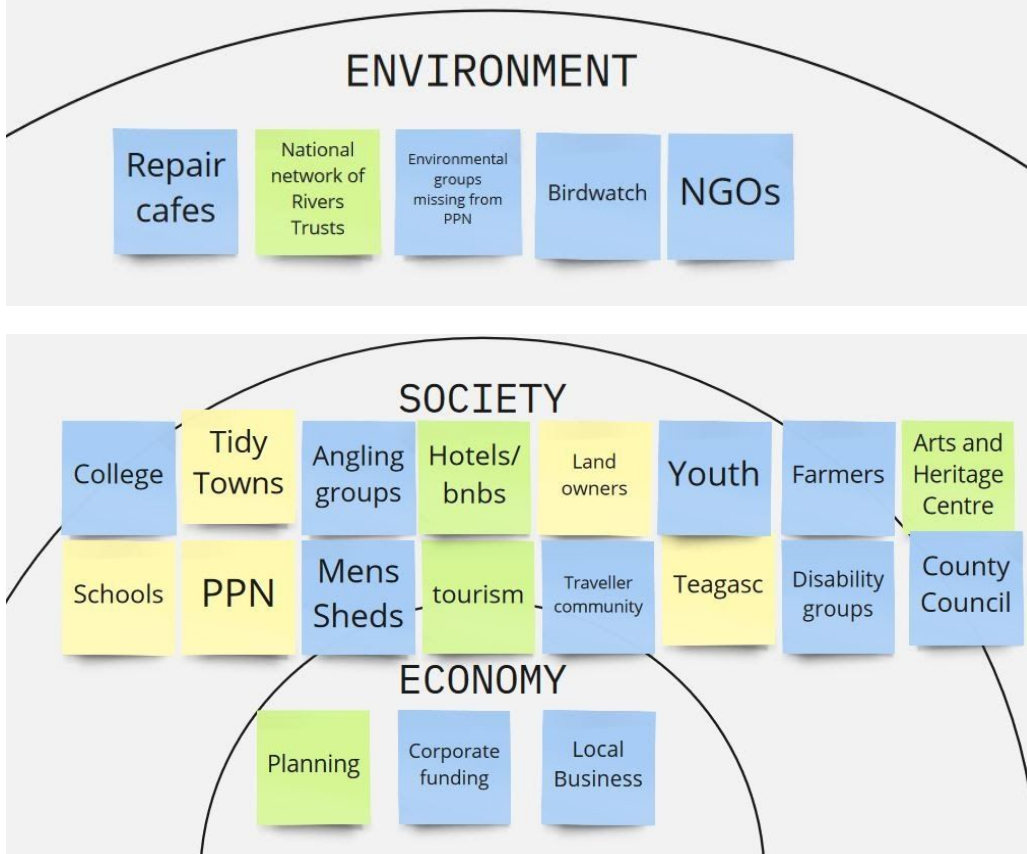 ENVIRONMENT
Repair
cafes
National
network of
Rivers
Trusts
Environmental
groups
missing from
PPN
Birdwatch
NGOs
SOCIETY
College
Tidy
Towns
Angling
groups
Hotels/
bnbs
Land
owners
Youth
Farmers
Arts and
Heritage
Centre
Schools
PPN
Mens
Sheds
tourism
Traveller
community
Teagasc
Disability
groups
County
Council
ECONOMY
Planning
Corporate
funding
Local
Business